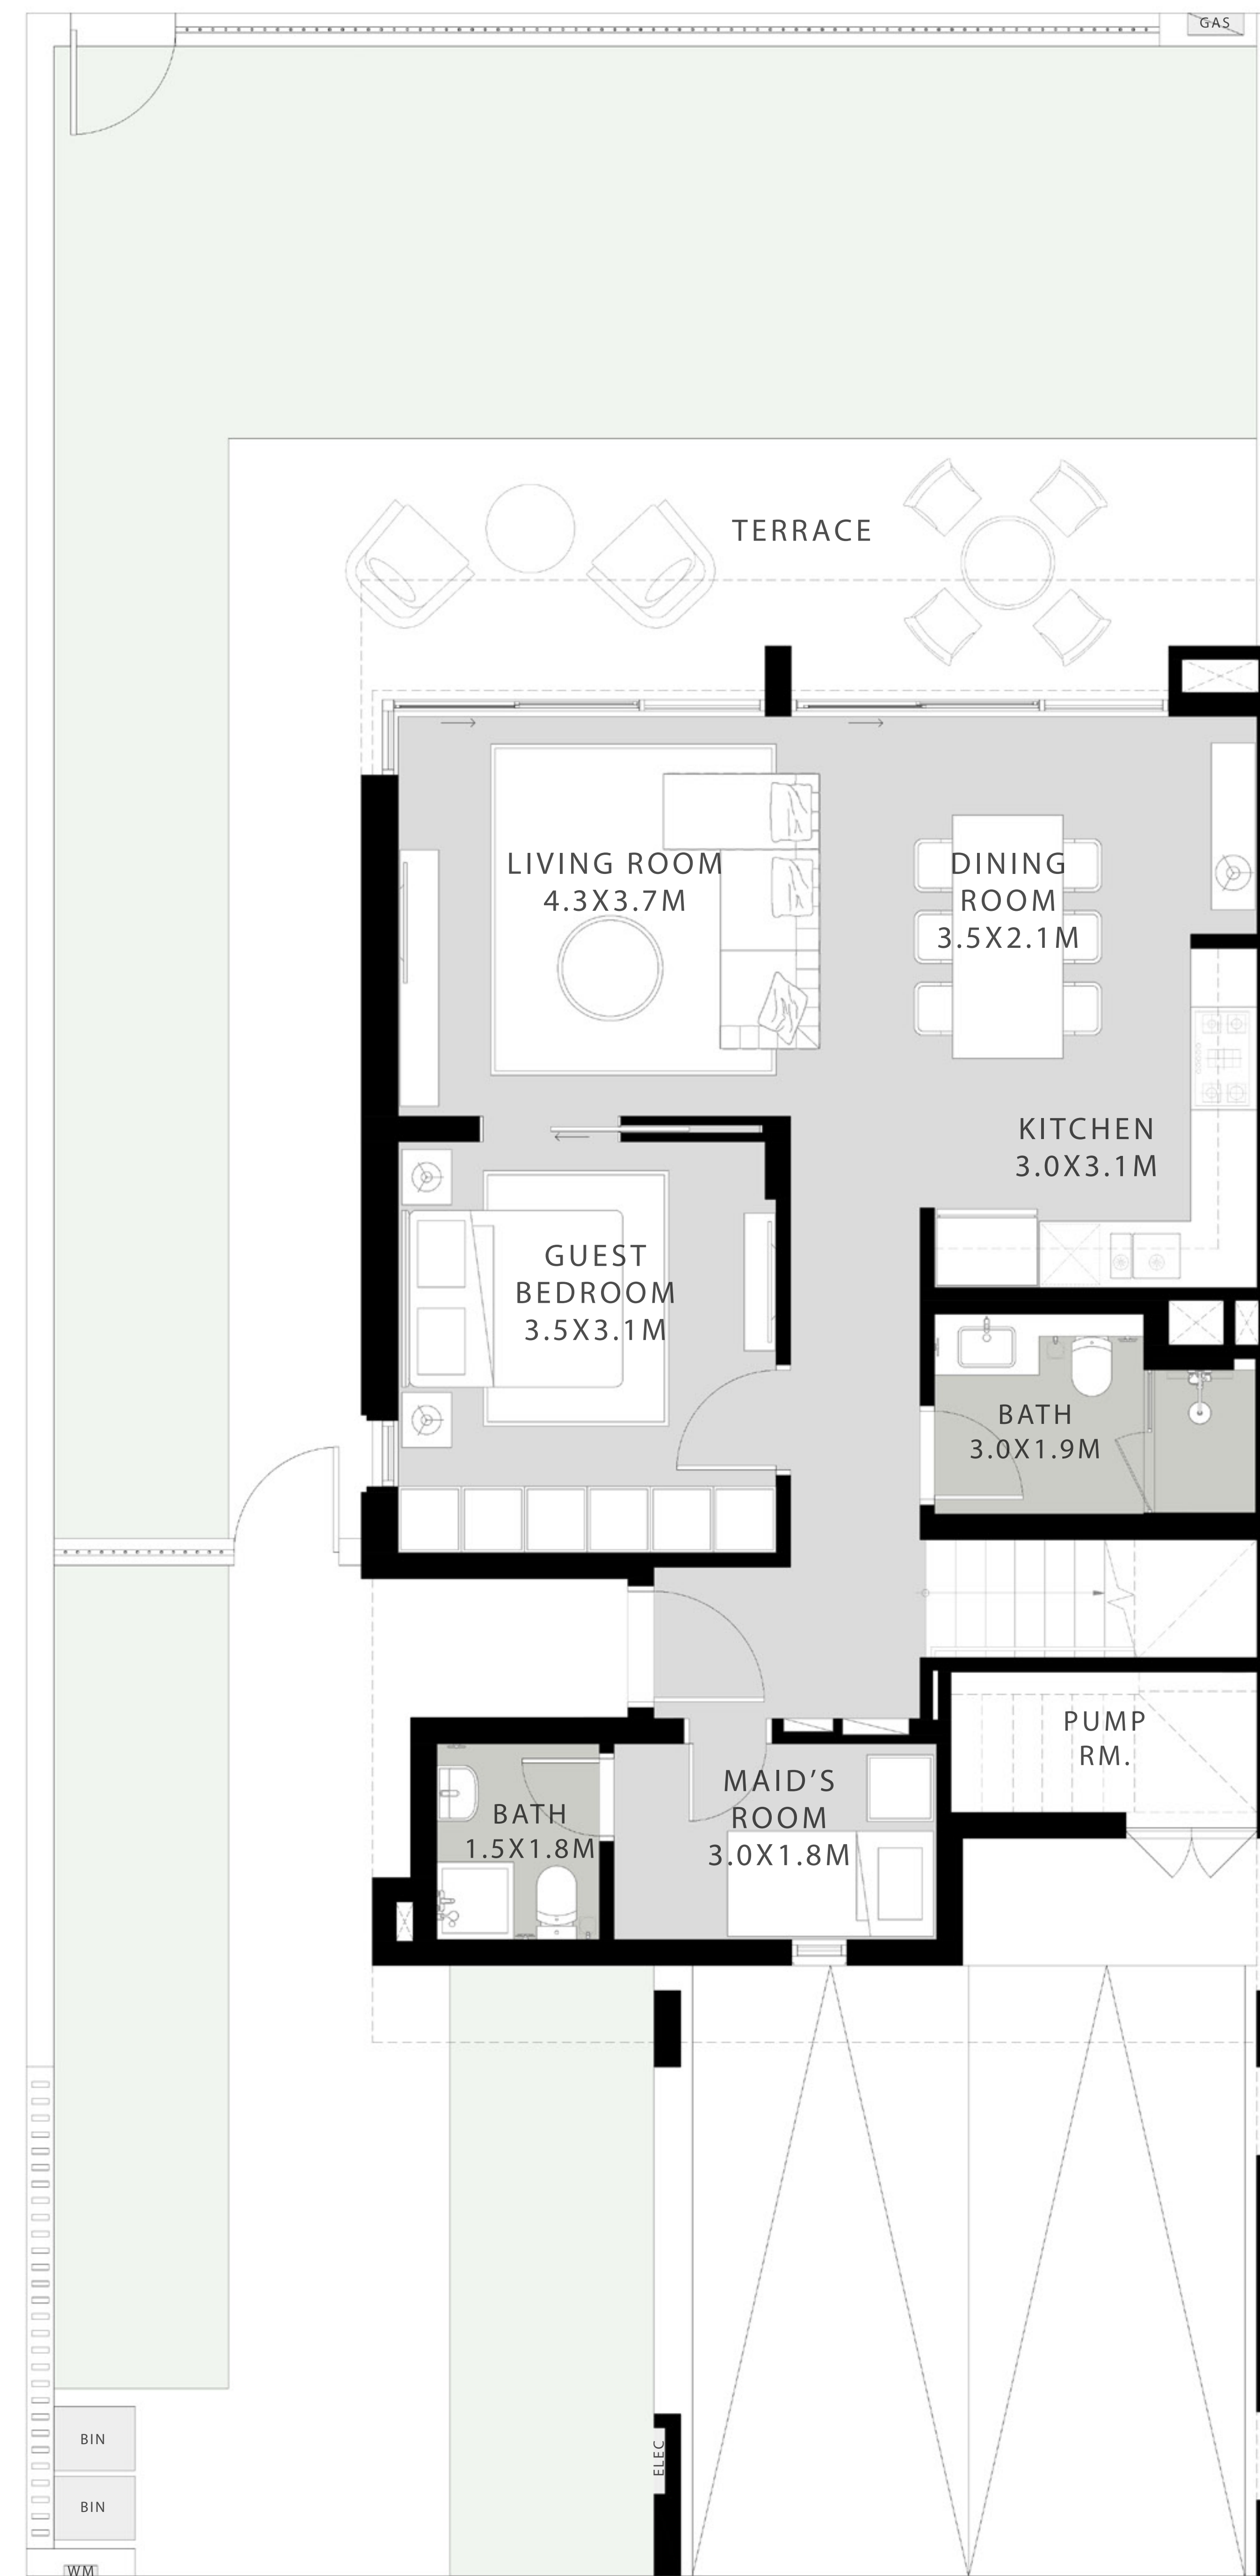 GAS
TERRACE
LIVING ROOM
4.3X3.7M
DINING
ROOM
3.5X2.1M
KITCHEN
3.0X3.1M
GUEST
BEDROOM
3.5X3.1M
BATH
3.0X1.9M
PUMP
RM.
MAID’S
ROOM
3.0X1.8M
BATH
1.5X1.8M
BIN
ELEC
BIN
WM